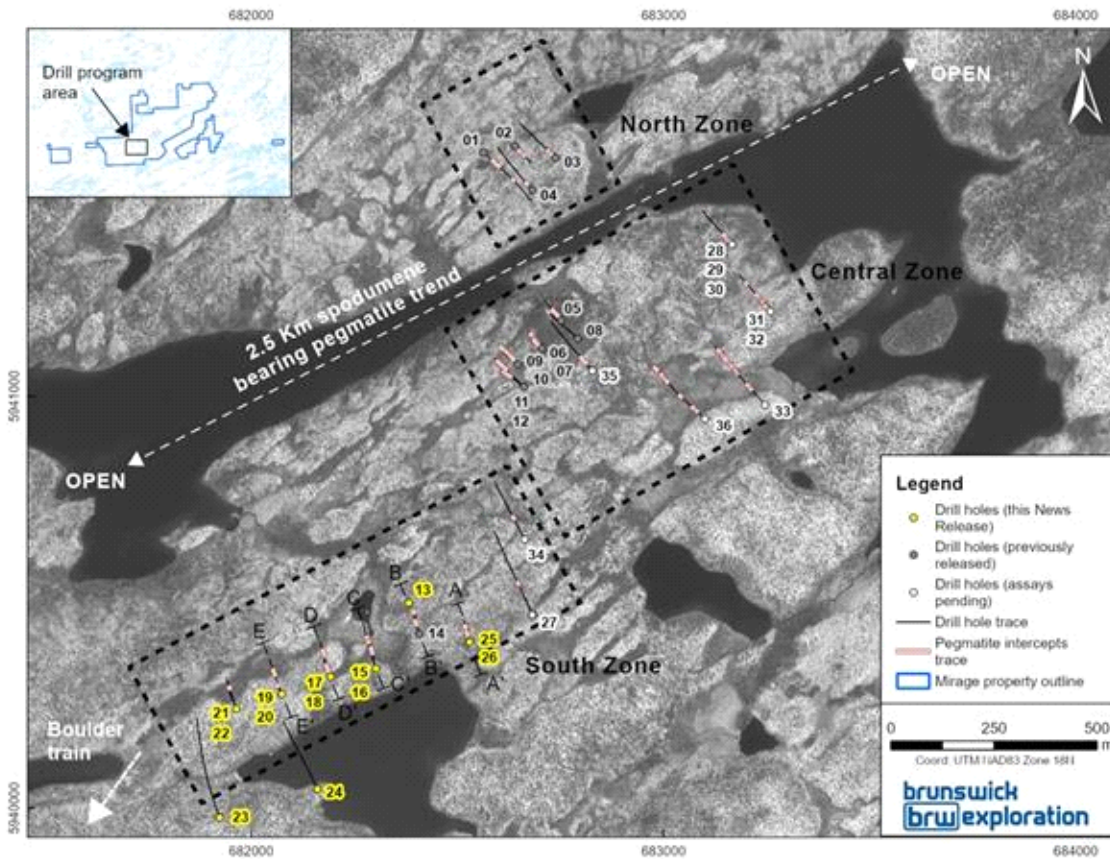 682000
683000
684000
Drill program
area
N
OPEN
North Zone
01
02
03
04
Central Zone
28
29
30
31
32
05
08
06
07
09
10
11
12
35
36
33
2.5 Km spodumene
bearing pegmatite trend
OPEN
5941000
5940000
34
27
South Zone
B
13
14
B'
A
25
26
A'
C
15
16
C'
D
17
18
D'
E
19
20
E'
21
22
23
24
Boulder
train
Legend
Drill holes (this News
Release)
Drill holes (previously
released)
Drill holes (assays
pending)
Drill hole trace
Pegmatite intercepts
trace
Mirage property outline
0 250 500
m
Coord: UTM NAD83 Zone 18N
brunswick
brw exploration
682000
683000
684000